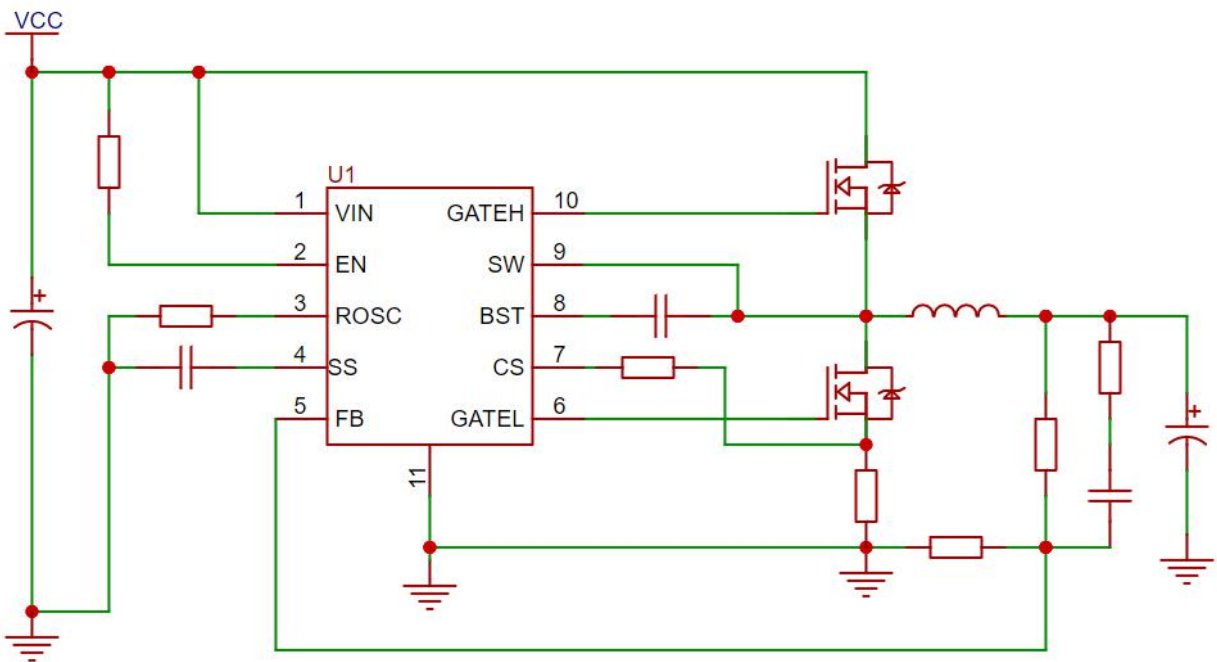 VCC
U1
1 VIN GATEH 10
2 EN SW 9
3 ROSC BST 8
4 SS CS 7
5 FB GATEL 6
11